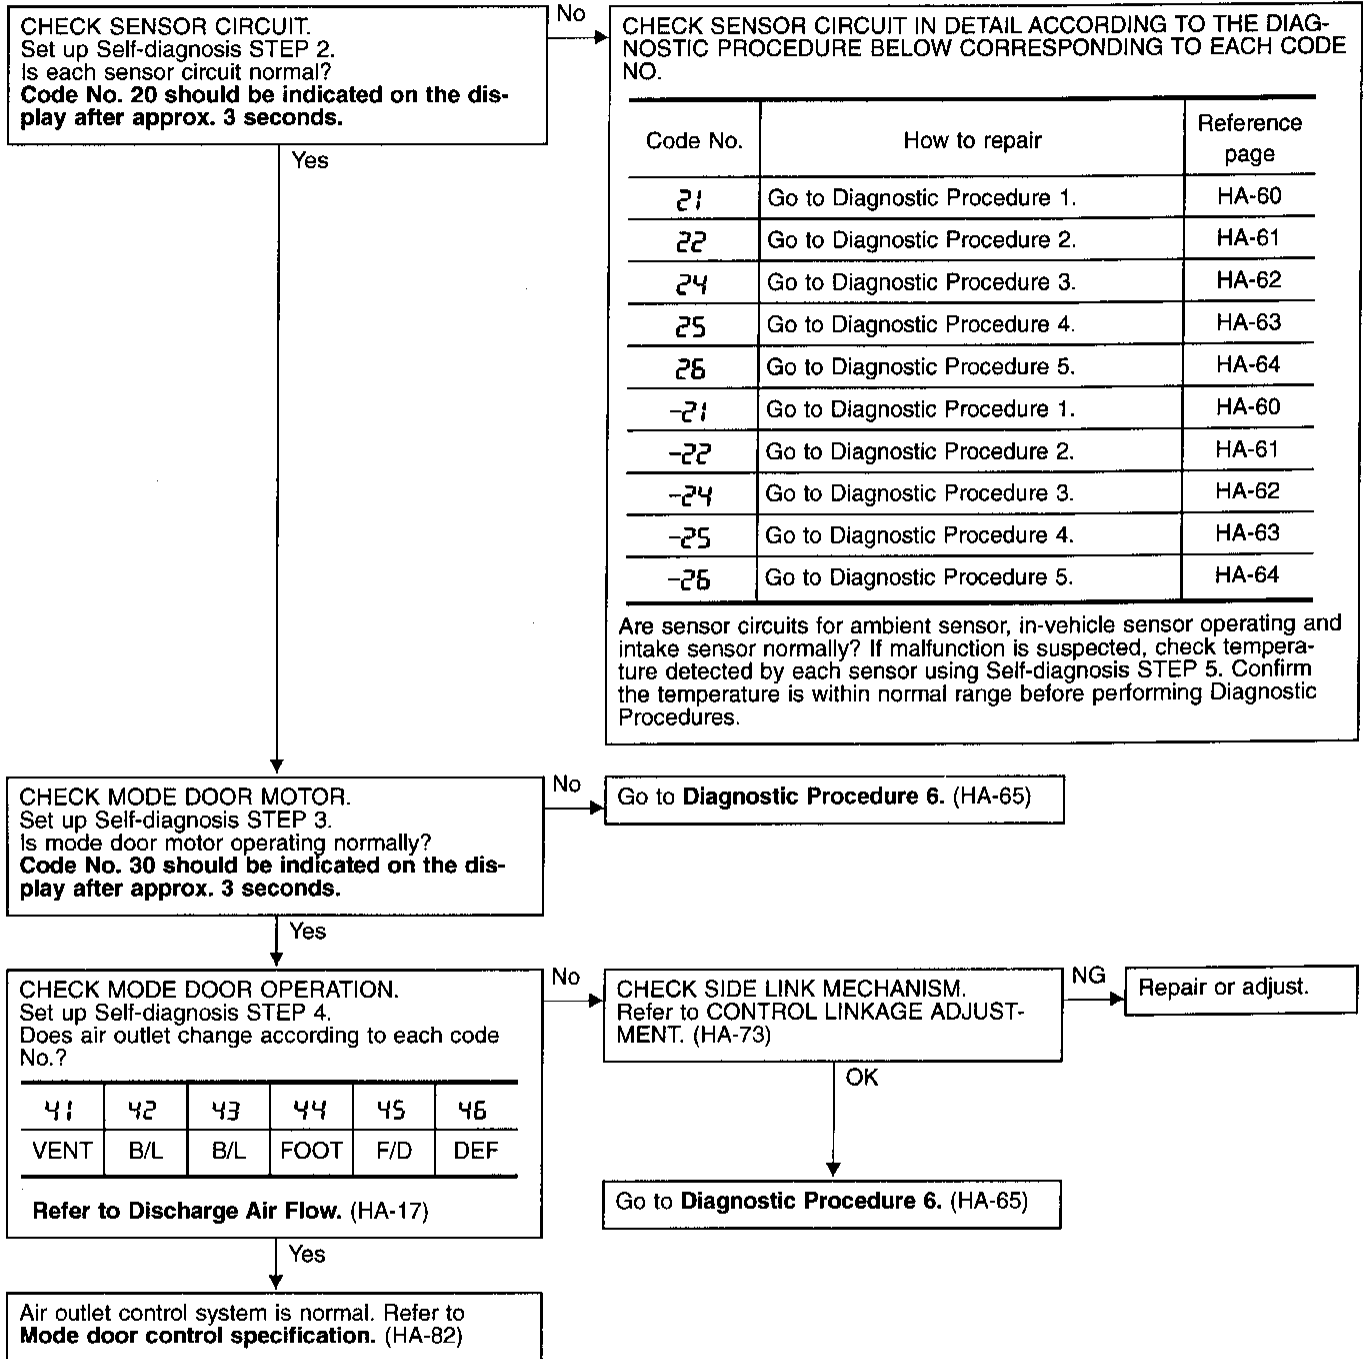 CHECK SENSOR CIRCUIT.
Set up Self-diagnosis STEP 2.
Is each sensor circuit normal?
Code No. 20 should be indicated on the dis-
play after approx. 3 seconds.
No
CHECK SENSOR CIRCUIT IN DETAIL ACCORDING TO THE DIAG-
NOSTIC PROCEDURE BELOW CORRESPONDING TO EACH CODE
NO.
Code No. How to repair Reference
page
21 Go to Diagnostic Procedure 1. HA-60
22 Go to Diagnostic Procedure 2. HA-61
24 Go to Diagnostic Procedure 3. HA-62
25 Go to Diagnostic Procedure 4. HA-63
26 Go to Diagnostic Procedure 5. HA-64
-21 Go to Diagnostic Procedure 1. HA-60
-22 Go to Diagnostic Procedure 2. HA-61
-24 Go to Diagnostic Procedure 3. HA-62
-25 Go to Diagnostic Procedure 4. HA-63
-26 Go to Diagnostic Procedure 5. HA-64
Are sensor circuits for ambient sensor, in-vehicle sensor operating and
intake sensor normally? If malfunction is suspected, check tempera-
ture detected by each sensor using Self-diagnosis STEP 5. Confirm
the temperature is within normal range before performing Diagnostic
Procedures.
Yes
CHECK MODE DOOR MOTOR.
Set up Self-diagnosis STEP 3.
Is mode door motor operating normally?
Code No. 30 should be indicated on the dis-
play after approx. 3 seconds.
No
Go to Diagnostic Procedure 6. (HA-65)
Yes
CHECK MODE DOOR OPERATION.
Set up Self-diagnosis STEP 4.
Does air outlet change according to each code
No.?
41 42 43 44 45 46
VENT B/L B/L FOOT F/D DEF
Refer to Discharge Air Flow. (HA-17)
No
CHECK SIDE LINK MECHANISM.
Refer to CONTROL LINKAGE ADJUST-
MENT. (HA-73)
NG
Repair or adjust.
OK
Go to Diagnostic Procedure 6. (HA-65)
Yes
Air outlet control system is normal. Refer to
Mode door control specification. (HA-82)